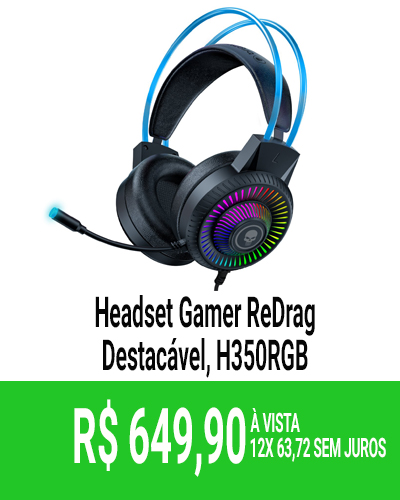 Headset Gamer ReDrag
Destacável, H350RGB
R$ 649,90
À VISTA
12X 63,72 SEM JUROS